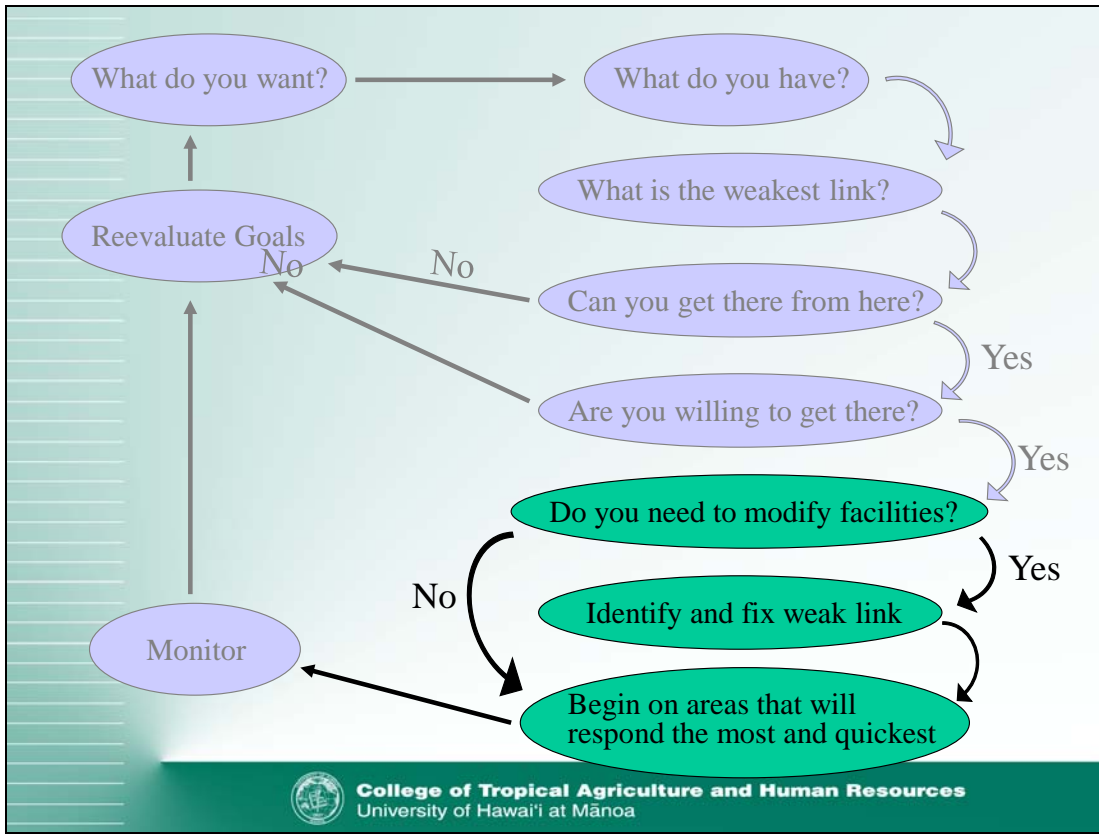 What do you want?
What do you have?
What is the weakest link?
Reevaluate Goals
No
No
Can you get there from here?
Yes
Are you willing to get there?
Yes
Do you need to modify facilities?
No
Yes
Identify and fix weak link
Monitor
Begin on areas that will
respond the most and quickest
College of Tropical Agriculture and Human Resources
University of Hawai'i at Mānoa